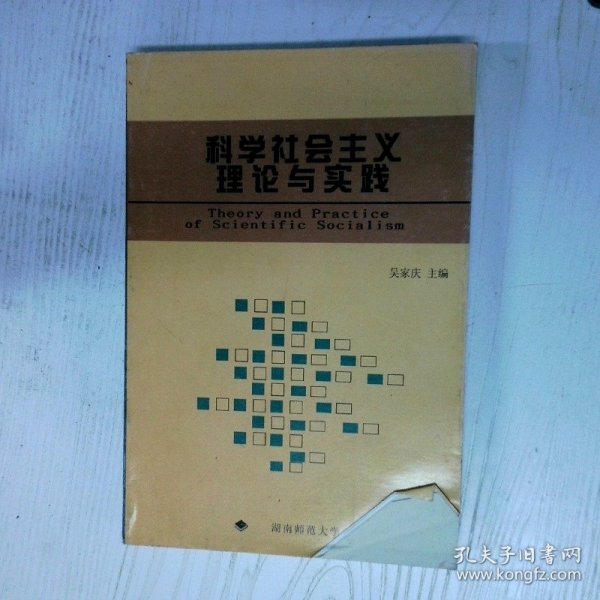 科学社会主义
理论与实践
Theory and Practice
of Scientific Socialism
吴家庆 主编
湖南师范大学
孔夫子旧书网
www.kongfz.com